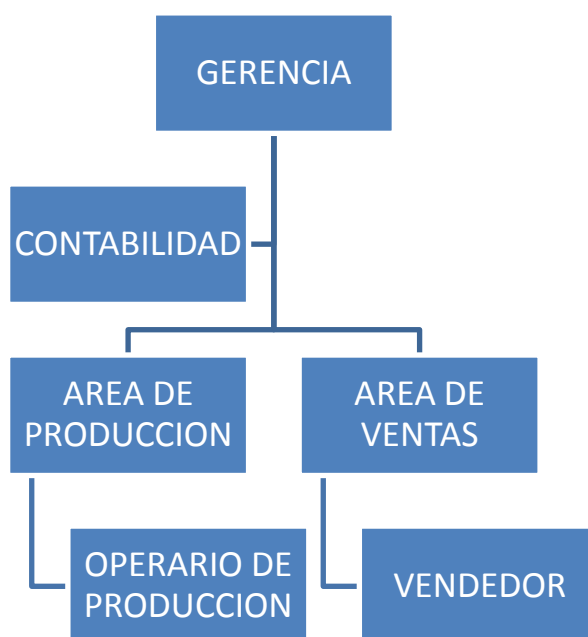 GERENCIA
CONTABILIDAD
AREA DE
PRODUCCION
AREA DE
VENTAS
OPERARIO DE
PRODUCCION
VENDEDOR